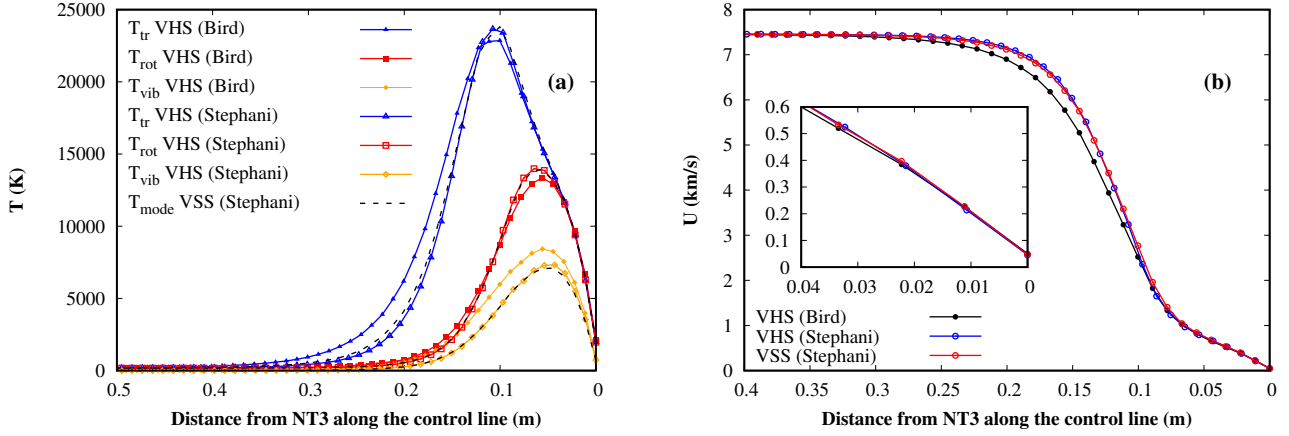 T_tr VHS (Bird)
T_rot VHS (Bird)
T_vib VHS (Bird)
T_tr VHS (Stephani)
T_rot VHS (Stephani)
T_vib VHS (Stephani)
T_mode VSS (Stephani)
(a)
T (K)
25000
20000
15000
10000
5000
0
0.5 0.4 0.3 0.2 0.1 0
Distance from NT3 along the control line (m)
(b)
U (km/s)
8
7
6
5
4
3
2
1
0
0.6
0.5
0.4
0.3
0.2
0.1
0
0.04 0.03 0.02 0.01 0
VHS (Bird)
VHS (Stephani)
VSS (Stephani)
0.4 0.35 0.3 0.25 0.2 0.15 0.1 0.05 0
Distance from NT3 along the control line (m)